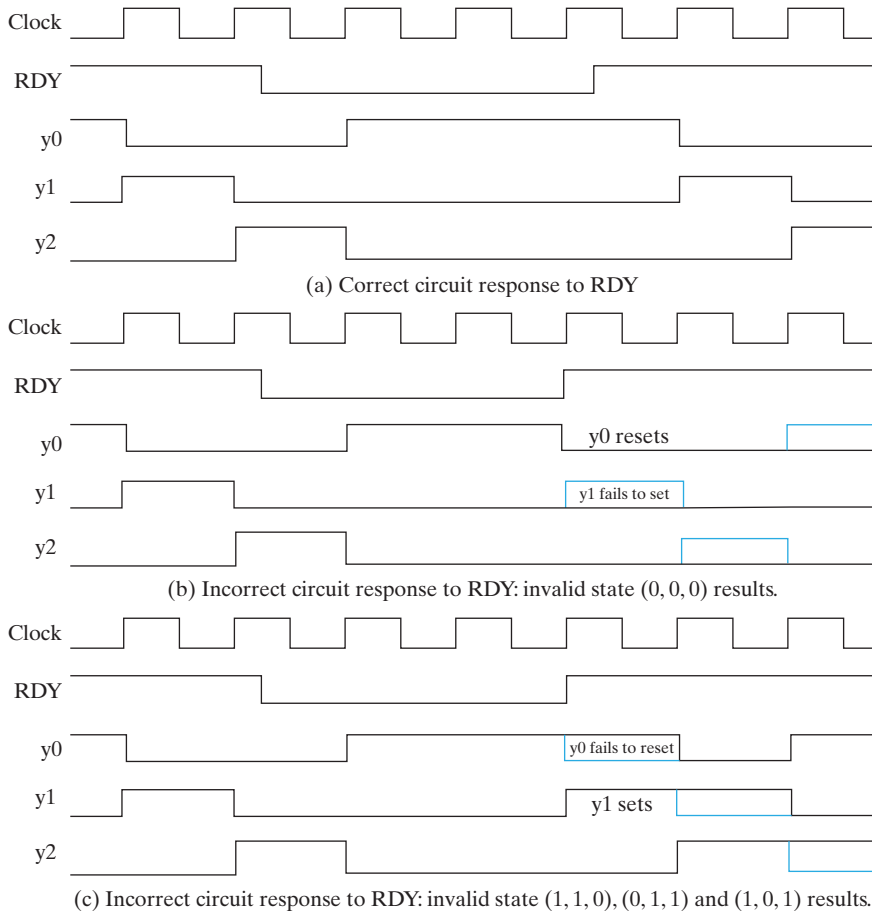 Clock
RDY
y0
y1
y2
(a) Correct circuit response to RDY
Clock
RDY
y0
y0 resets
y1
y1 fails to set
y2
(b) Incorrect circuit response to RDY: invalid state (0, 0, 0) results.
Clock
RDY
y0
y0 fails to reset
y1
y1 sets
y2
(c) Incorrect circuit response to RDY: invalid state (1, 1, 0), (0, 1, 1) and (1, 0, 1) results.